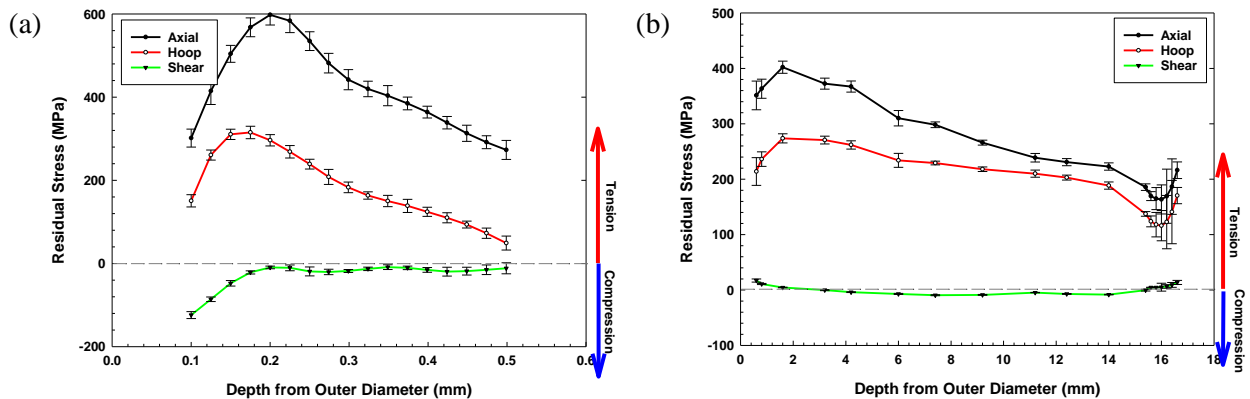 (a)
Residual Stress (MPa)
600
400
200
0
-200
Axial
Hoop
Shear
0.0 0.1 0.2 0.3 0.4 0.5 0.6
Depth from Outer Diameter (mm)
Tension
Compression
(b)
Residual Stress (MPa)
500
400
300
200
100
0
-100
Axial
Hoop
Shear
0 2 4 6 8 10 12 14 16 18
Depth from Outer Diameter (mm)
Tension
Compression